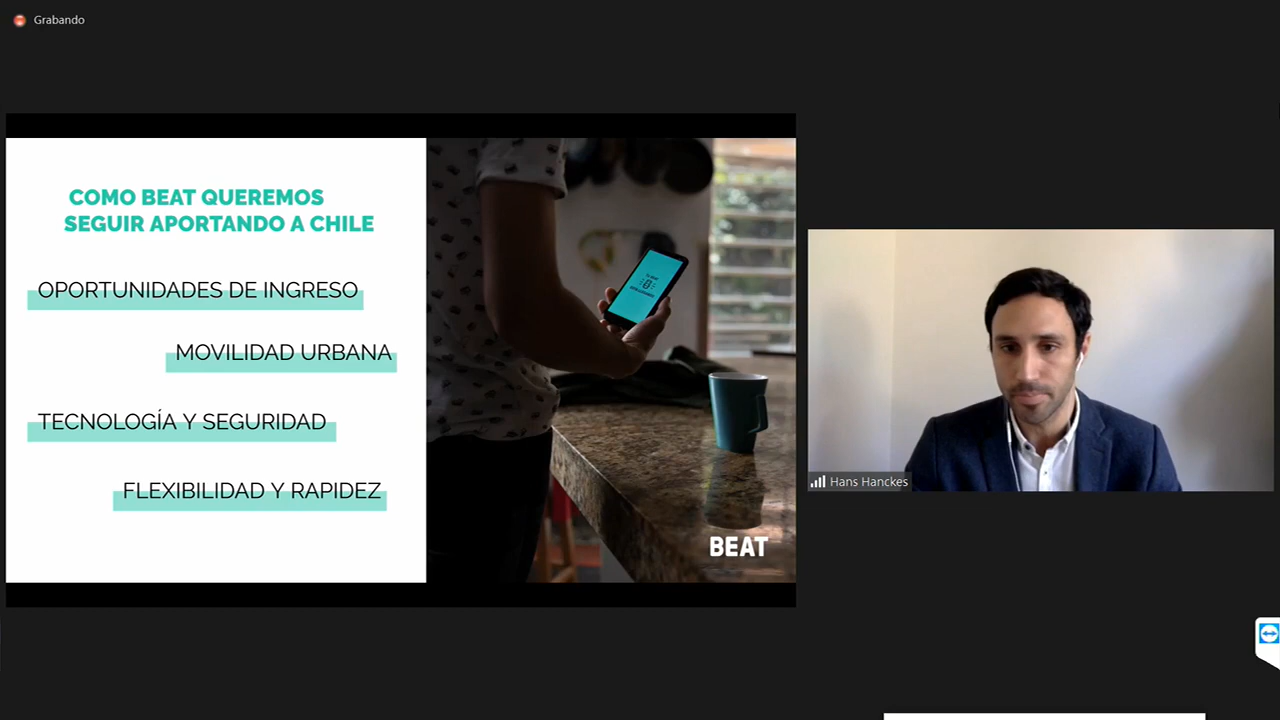 Grabando
COMO BEAT QUEREMOS
SEGUIR APORTANDO A CHILE
OPORTUNIDADES DE INGRESO
MOVILIDAD URBANA
TECNOLOGÍA Y SEGURIDAD
FLEXIBILIDAD Y RAPIDEZ
BEAT
Hans Hanckes